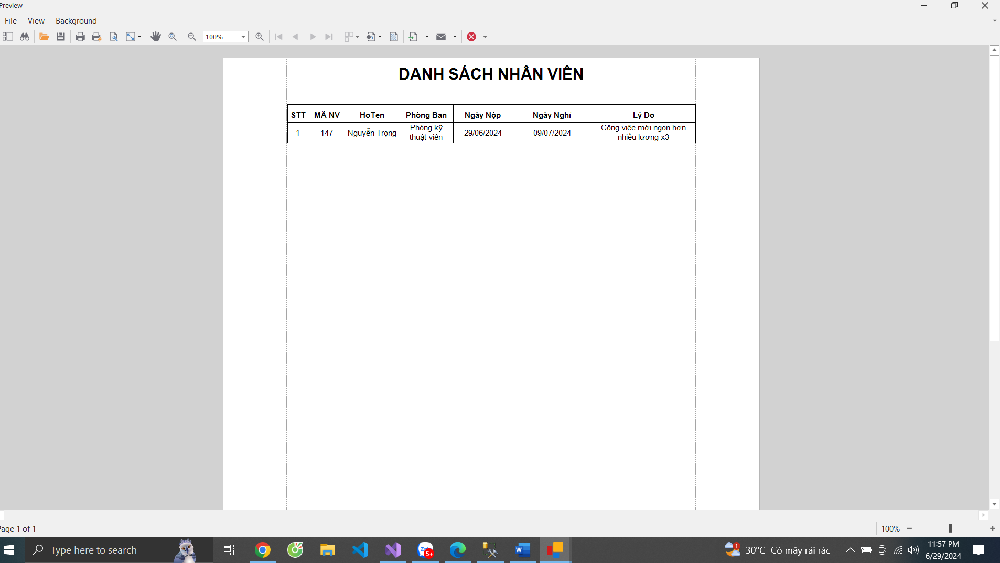 Preview
File View Background
100%
DANH SÁCH NHÂN VIÊN
STT MÃ NV HoTen Phòng Ban Ngày Nộp Ngày Nghỉ Lý Do
1 147 Nguyễn Trọng Phòng kỹ thuật viên 29/06/2024 09/07/2024 Công việc mới ngon hơn nhiều lương x3
Page 1 of 1
100%
Type here to search
5+
1
30°C Có mây rải rác
11:57 PM
6/29/2024